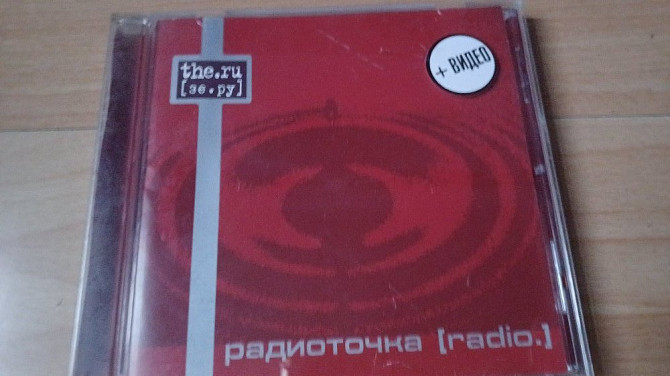 the.ru
[зе.ру]
+ ВИДЕО
радиоточка [radio.]